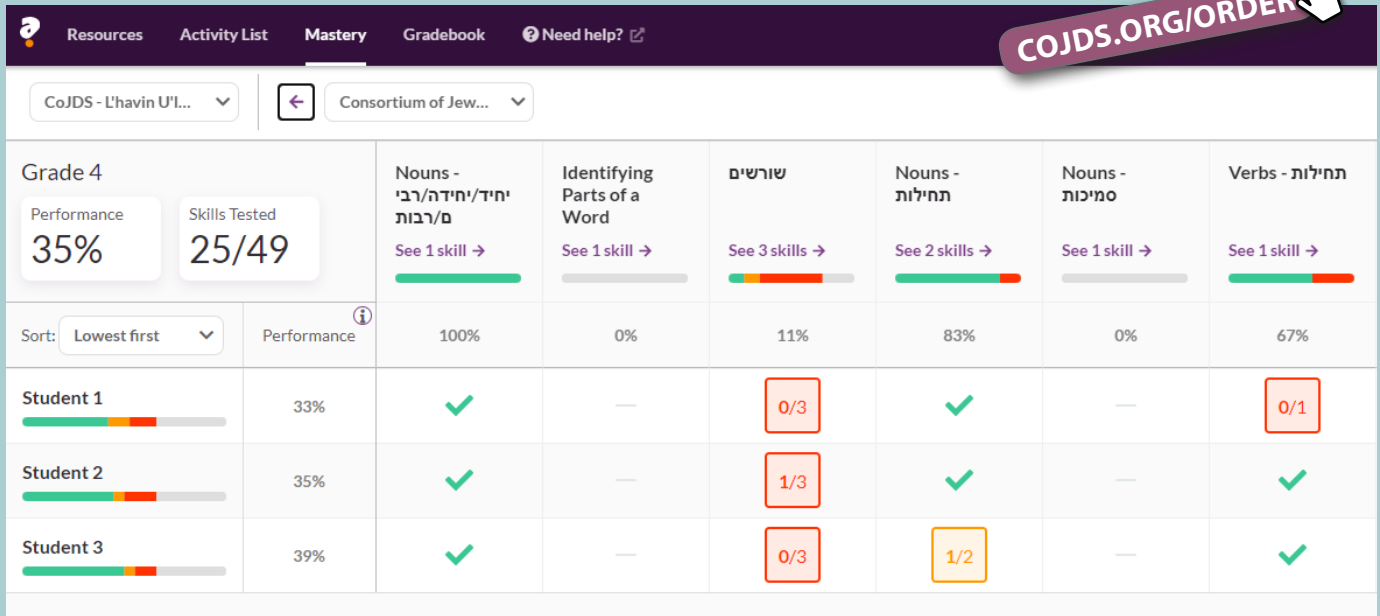 COJDS.ORG/ORDER
Resources Activity List Mastery Gradebook Need help?
CoJDS - L'havin U'l... Consortium of Jew...
Grade 4
Performance
35%
Skills Tested
25/49
Nouns -
יחיד/יחידה/רבי
ם/רבות
See 1 skill →
Identifying
Parts of a
Word
See 1 skill →
שורשים
See 3 skills →
Nouns -
תחילות
See 2 skills →
Nouns -
סמיכות
See 1 skill →
Verbs - תחילות
See 1 skill →
Sort: Lowest first Performance 100% 0% 11% 83% 0% 67%
Student 1 33% 0/3 0/1
Student 2 35% 1/3
Student 3 39% 0/3 1/2